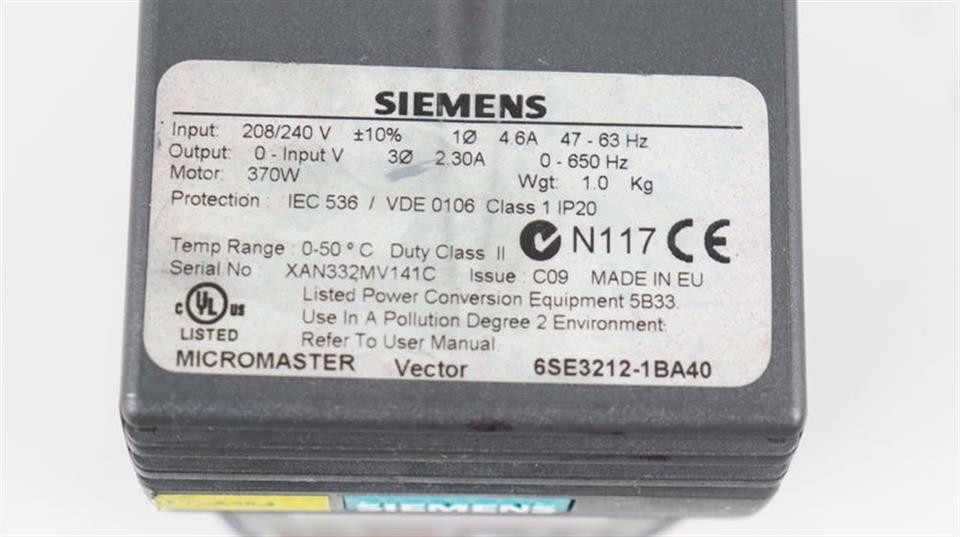 SIEMENS
Input: 208/240 V ±10% 1Ø 4.6A 47 - 63 Hz
Output: 0 - Input V 3Ø 2.30A 0 - 650 Hz
Motor: 370W Wgt: 1.0 Kg
Protection : IEC 536 / VDE 0106 Class 1 IP20
N117 CE
Temp Range : 0-50 ° C Duty Class II
Serial No : XAN332MV141C Issue : C09 MADE IN EU
c UL us Listed Power Conversion Equipment 5B33.
Use In A Pollution Degree 2 Environment.
LISTED Refer To User Manual.
MICROMASTER Vector 6SE3212-1BA40
SIEMENS